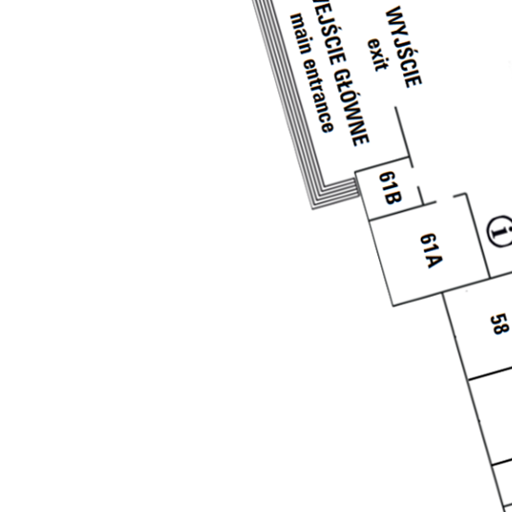 WYJŚCIE
exit
WEJŚCIE GŁÓWNE
main entrance
61B
61A
i
58